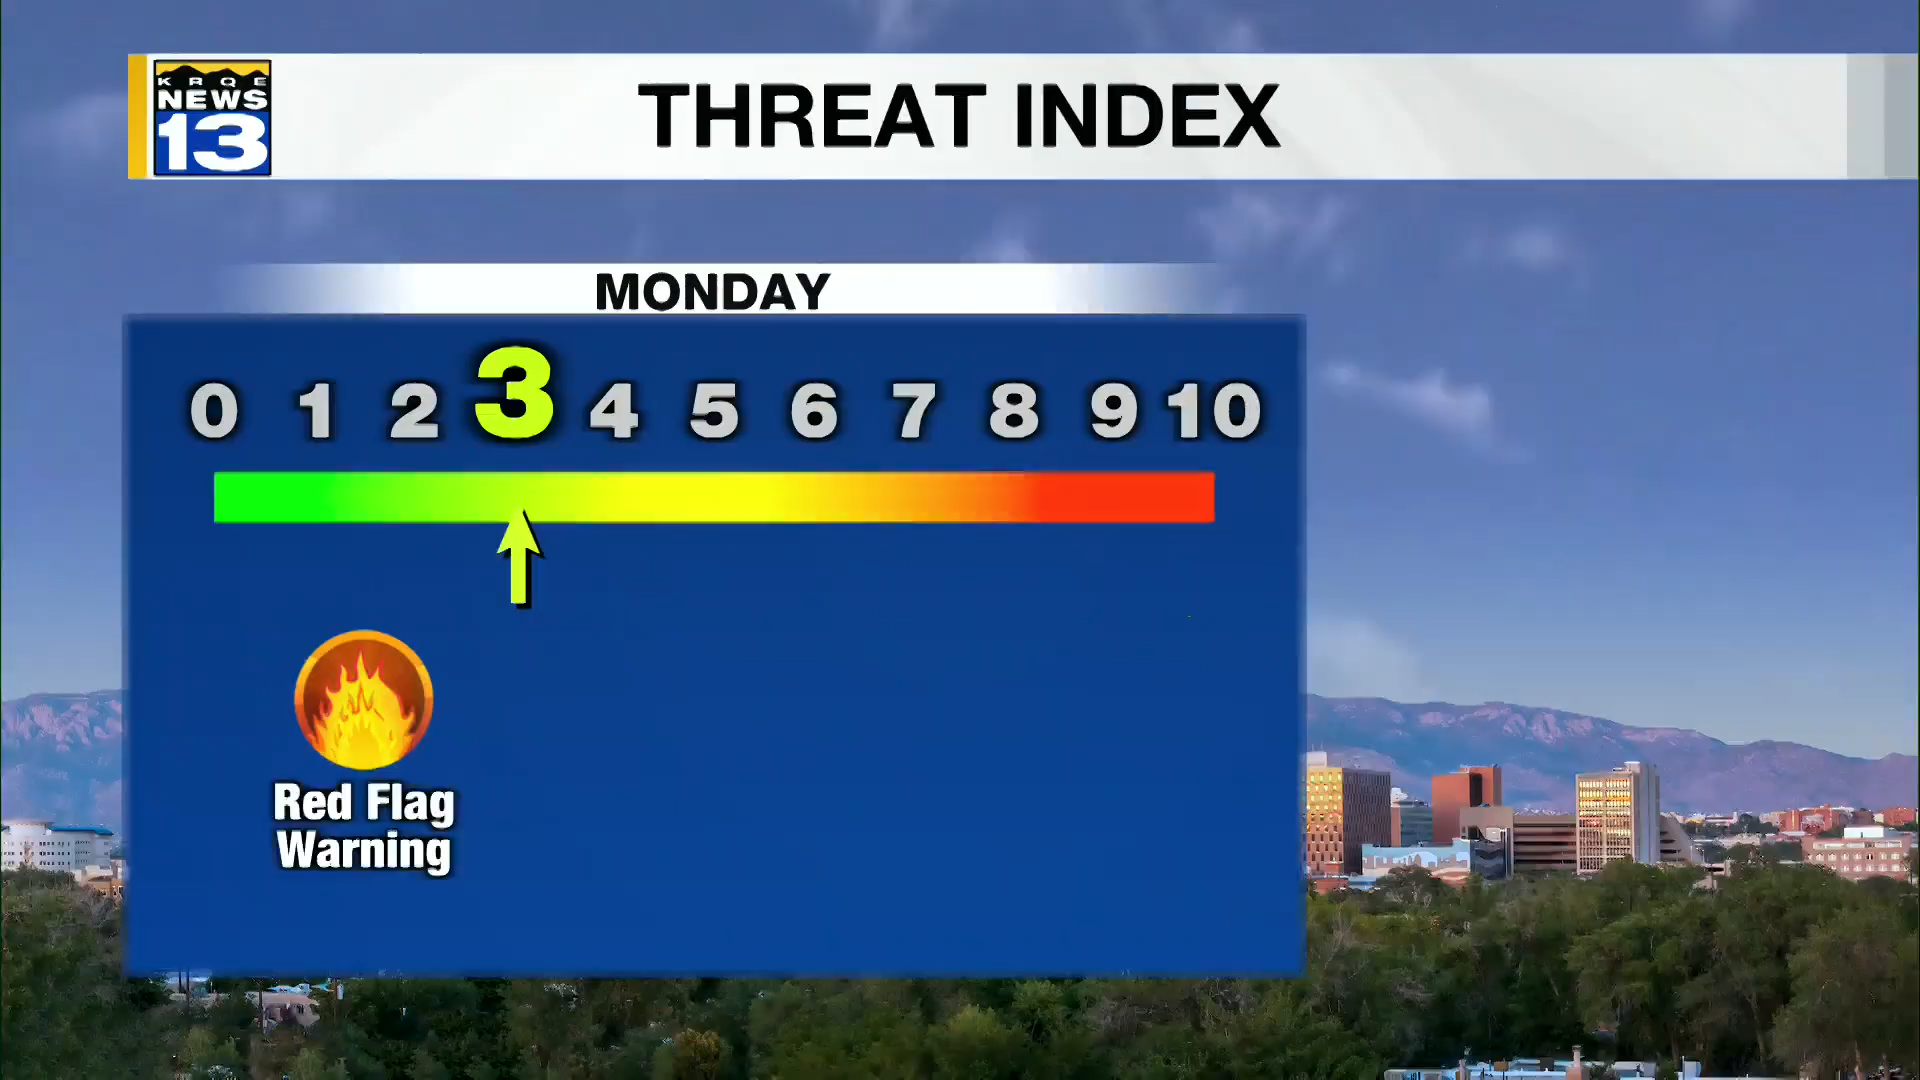 KRQE
NEWS
13
THREAT INDEX
MONDAY
0 1 2 3 4 5 6 7 8 9 10
Red Flag
Warning